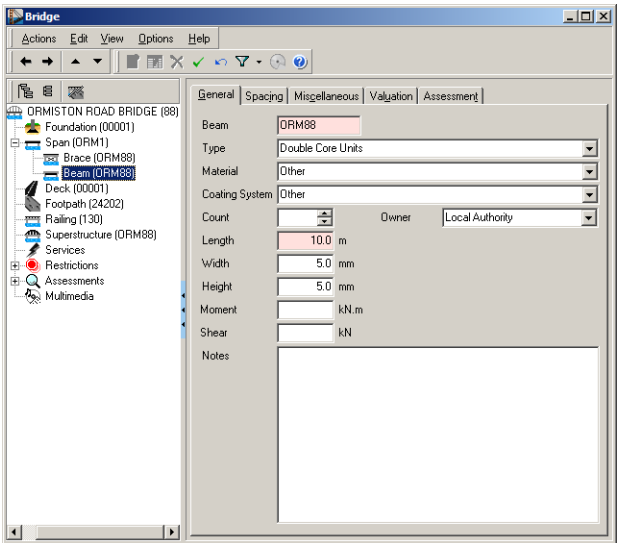 Bridge
Actions Edit View Options Help
ORMISTON ROAD BRIDGE (88)
Foundation (00001)
Span (ORM1)
Brace (ORM88)
Beam (ORM88)
Deck (00001)
Footpath (24202)
Railing (130)
Superstructure (ORM88)
Services
Restrictions
Assessments
Multimedia
General Spacing Miscellaneous Valuation Assessment
Beam ORM88
Type Double Core Units
Material Other
Coating System Other
Count Owner Local Authority
Length 10.0 m
Width 5.0 mm
Height 5.0 mm
Moment kN.m
Shear kN
Notes